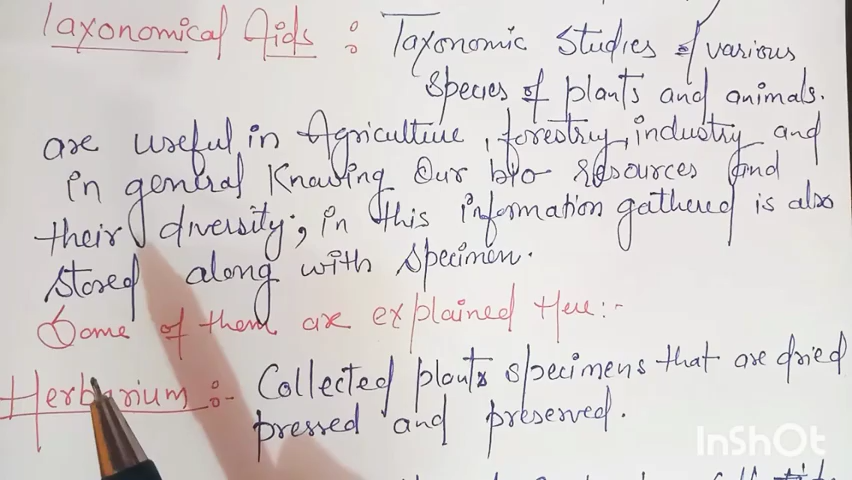 Taxonomical Aids : Taxonomic Studies of various
Species of plants and animals.
are useful in Agriculture, forestry, industry and
in general Knowing Our bio resources and
their diversity; in this information gathered is also
stored along with specimen.
Some of them are explained Here:-
Herbarium :- Collected plants specimens that are dried
pressed and preserved.
InShOt